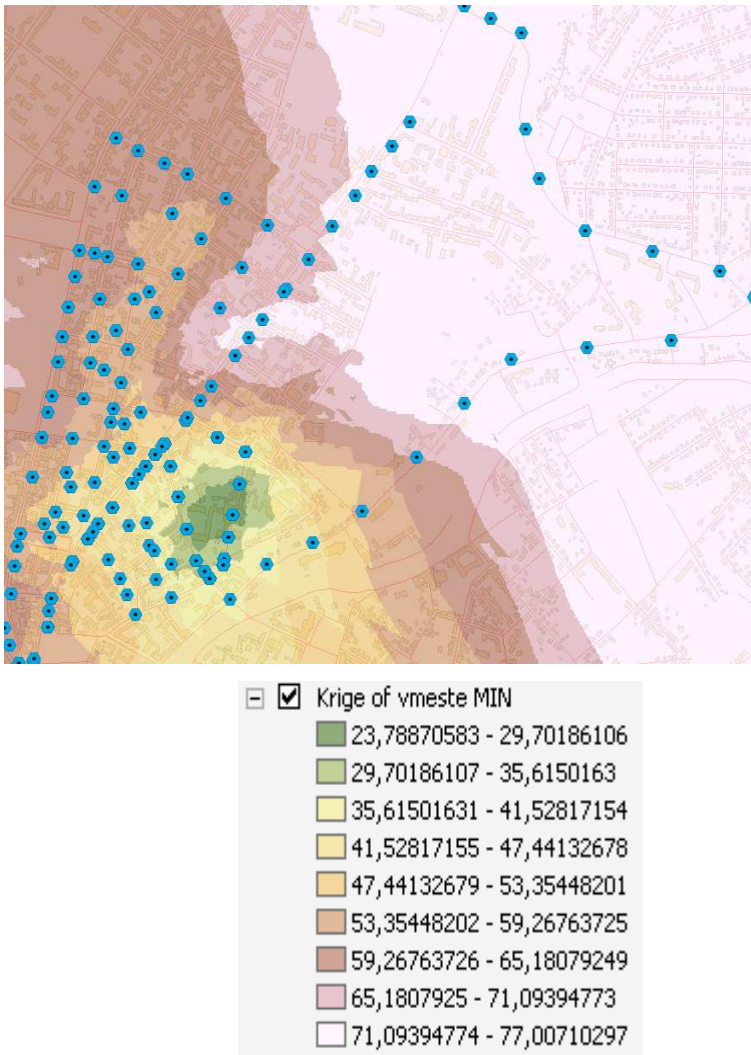 Krige of vmeste MIN
23,78870583 - 29,70186106
29,70186107 - 35,6150163
35,61501631 - 41,52817154
41,52817155 - 47,44132678
47,44132679 - 53,35448201
53,35448202 - 59,26763725
59,26763726 - 65,18079249
65,1807925 - 71,09394773
71,09394774 - 77,00710297